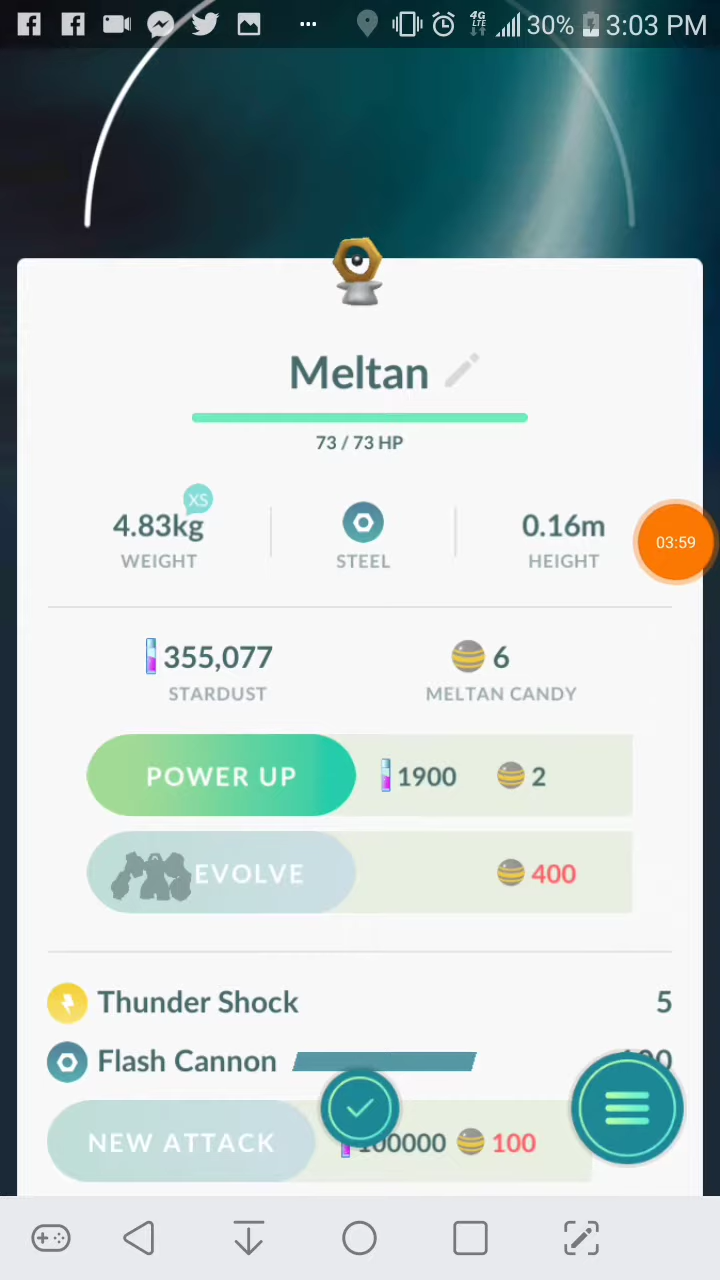 4G LTE 30% 3:03 PM
Meltan
73 / 73 HP
XS
4.83kg
WEIGHT
STEEL
0.16m
HEIGHT
03:59
355,077
STARDUST
6
MELTAN CANDY
POWER UP 1900 2
EVOLVE 400
Thunder Shock 5
Flash Cannon
NEW ATTACK 100000 100